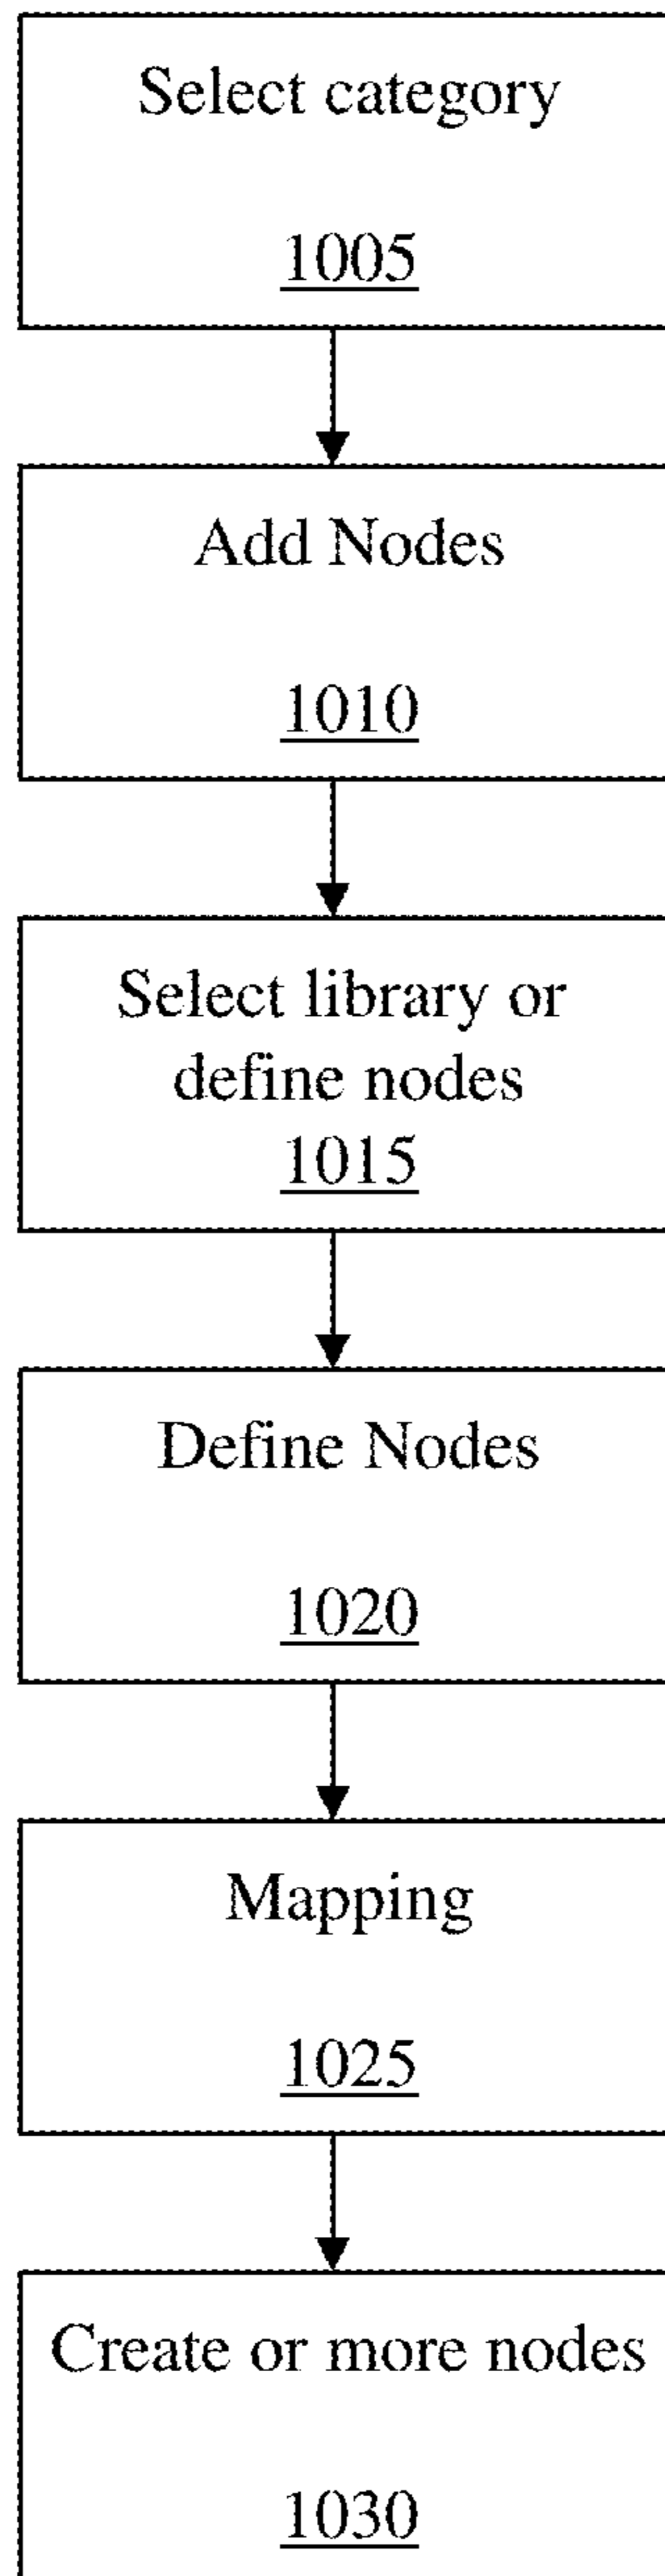 Select category
1005
Add Nodes
1010
Select library or
define nodes
1015
Define Nodes
1020
Mapping
1025
Create or more nodes
1030